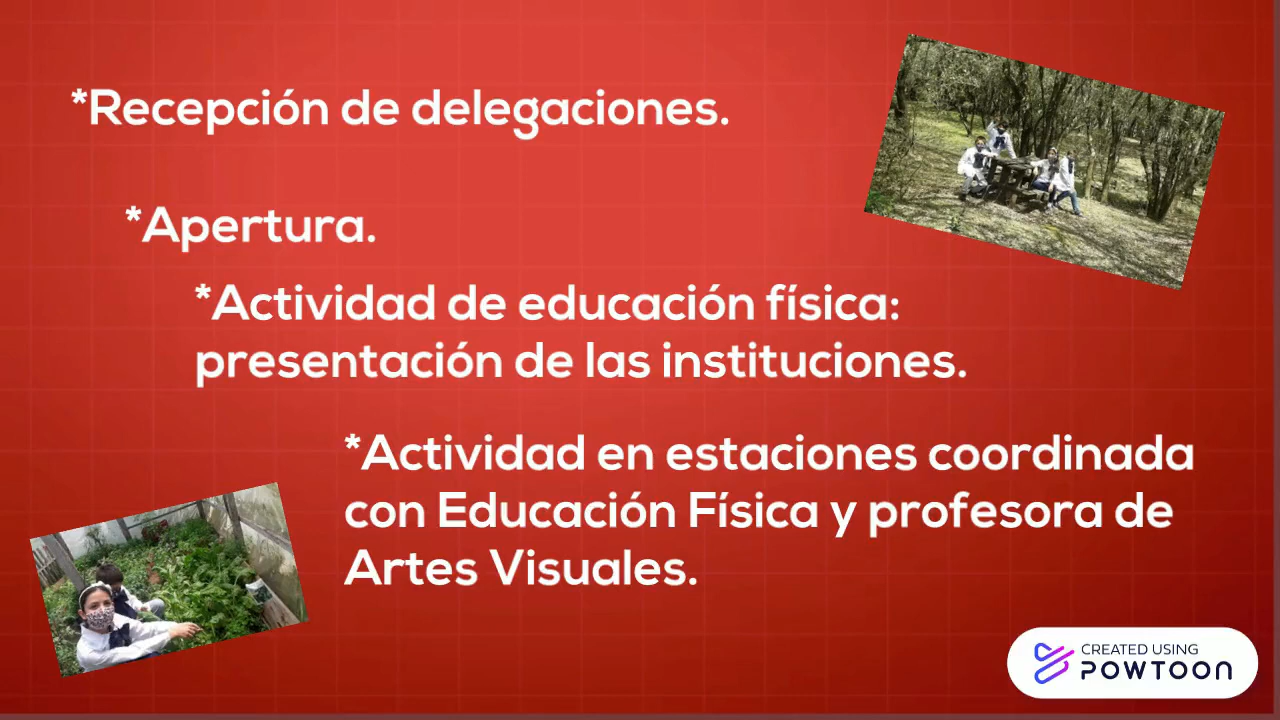 *Recepción de delegaciones.
*Apertura.
*Actividad de educación física:
presentación de las instituciones.
*Actividad en estaciones coordinada
con Educación Física y profesora de
Artes Visuales.
CREATED USING
POWTOON